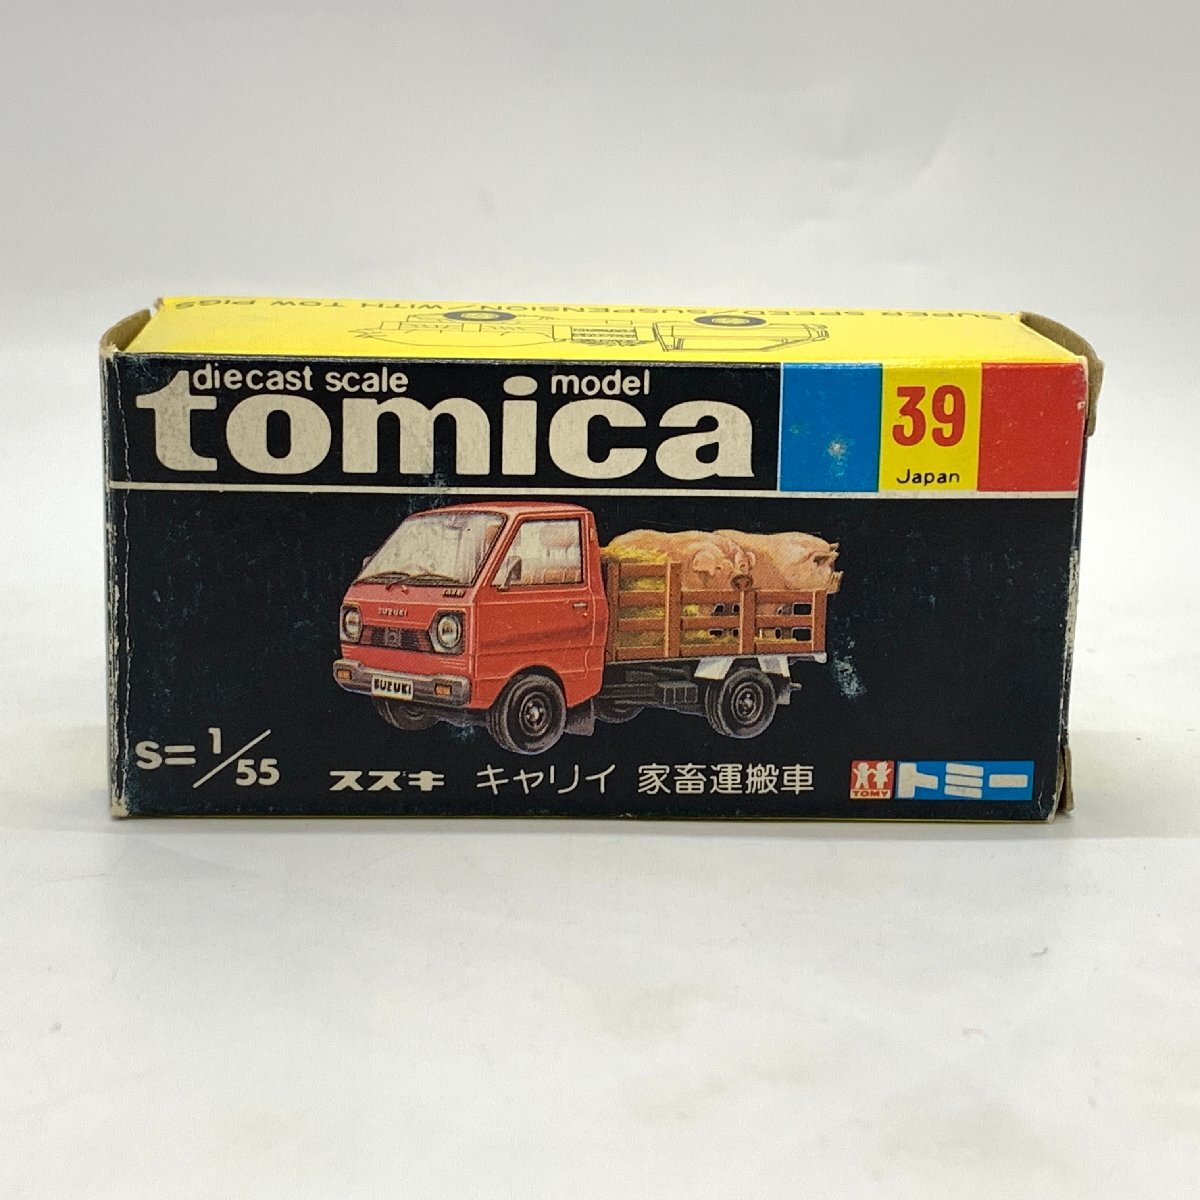 SUPER SPEED/SUSPENSION/WITH TOW PIGS
diecast scale model
tomica
39
Japan
SUZUKI
SUZUKI
S=1/55
スズキ キャリイ 家畜運搬車
TOMY
トミー